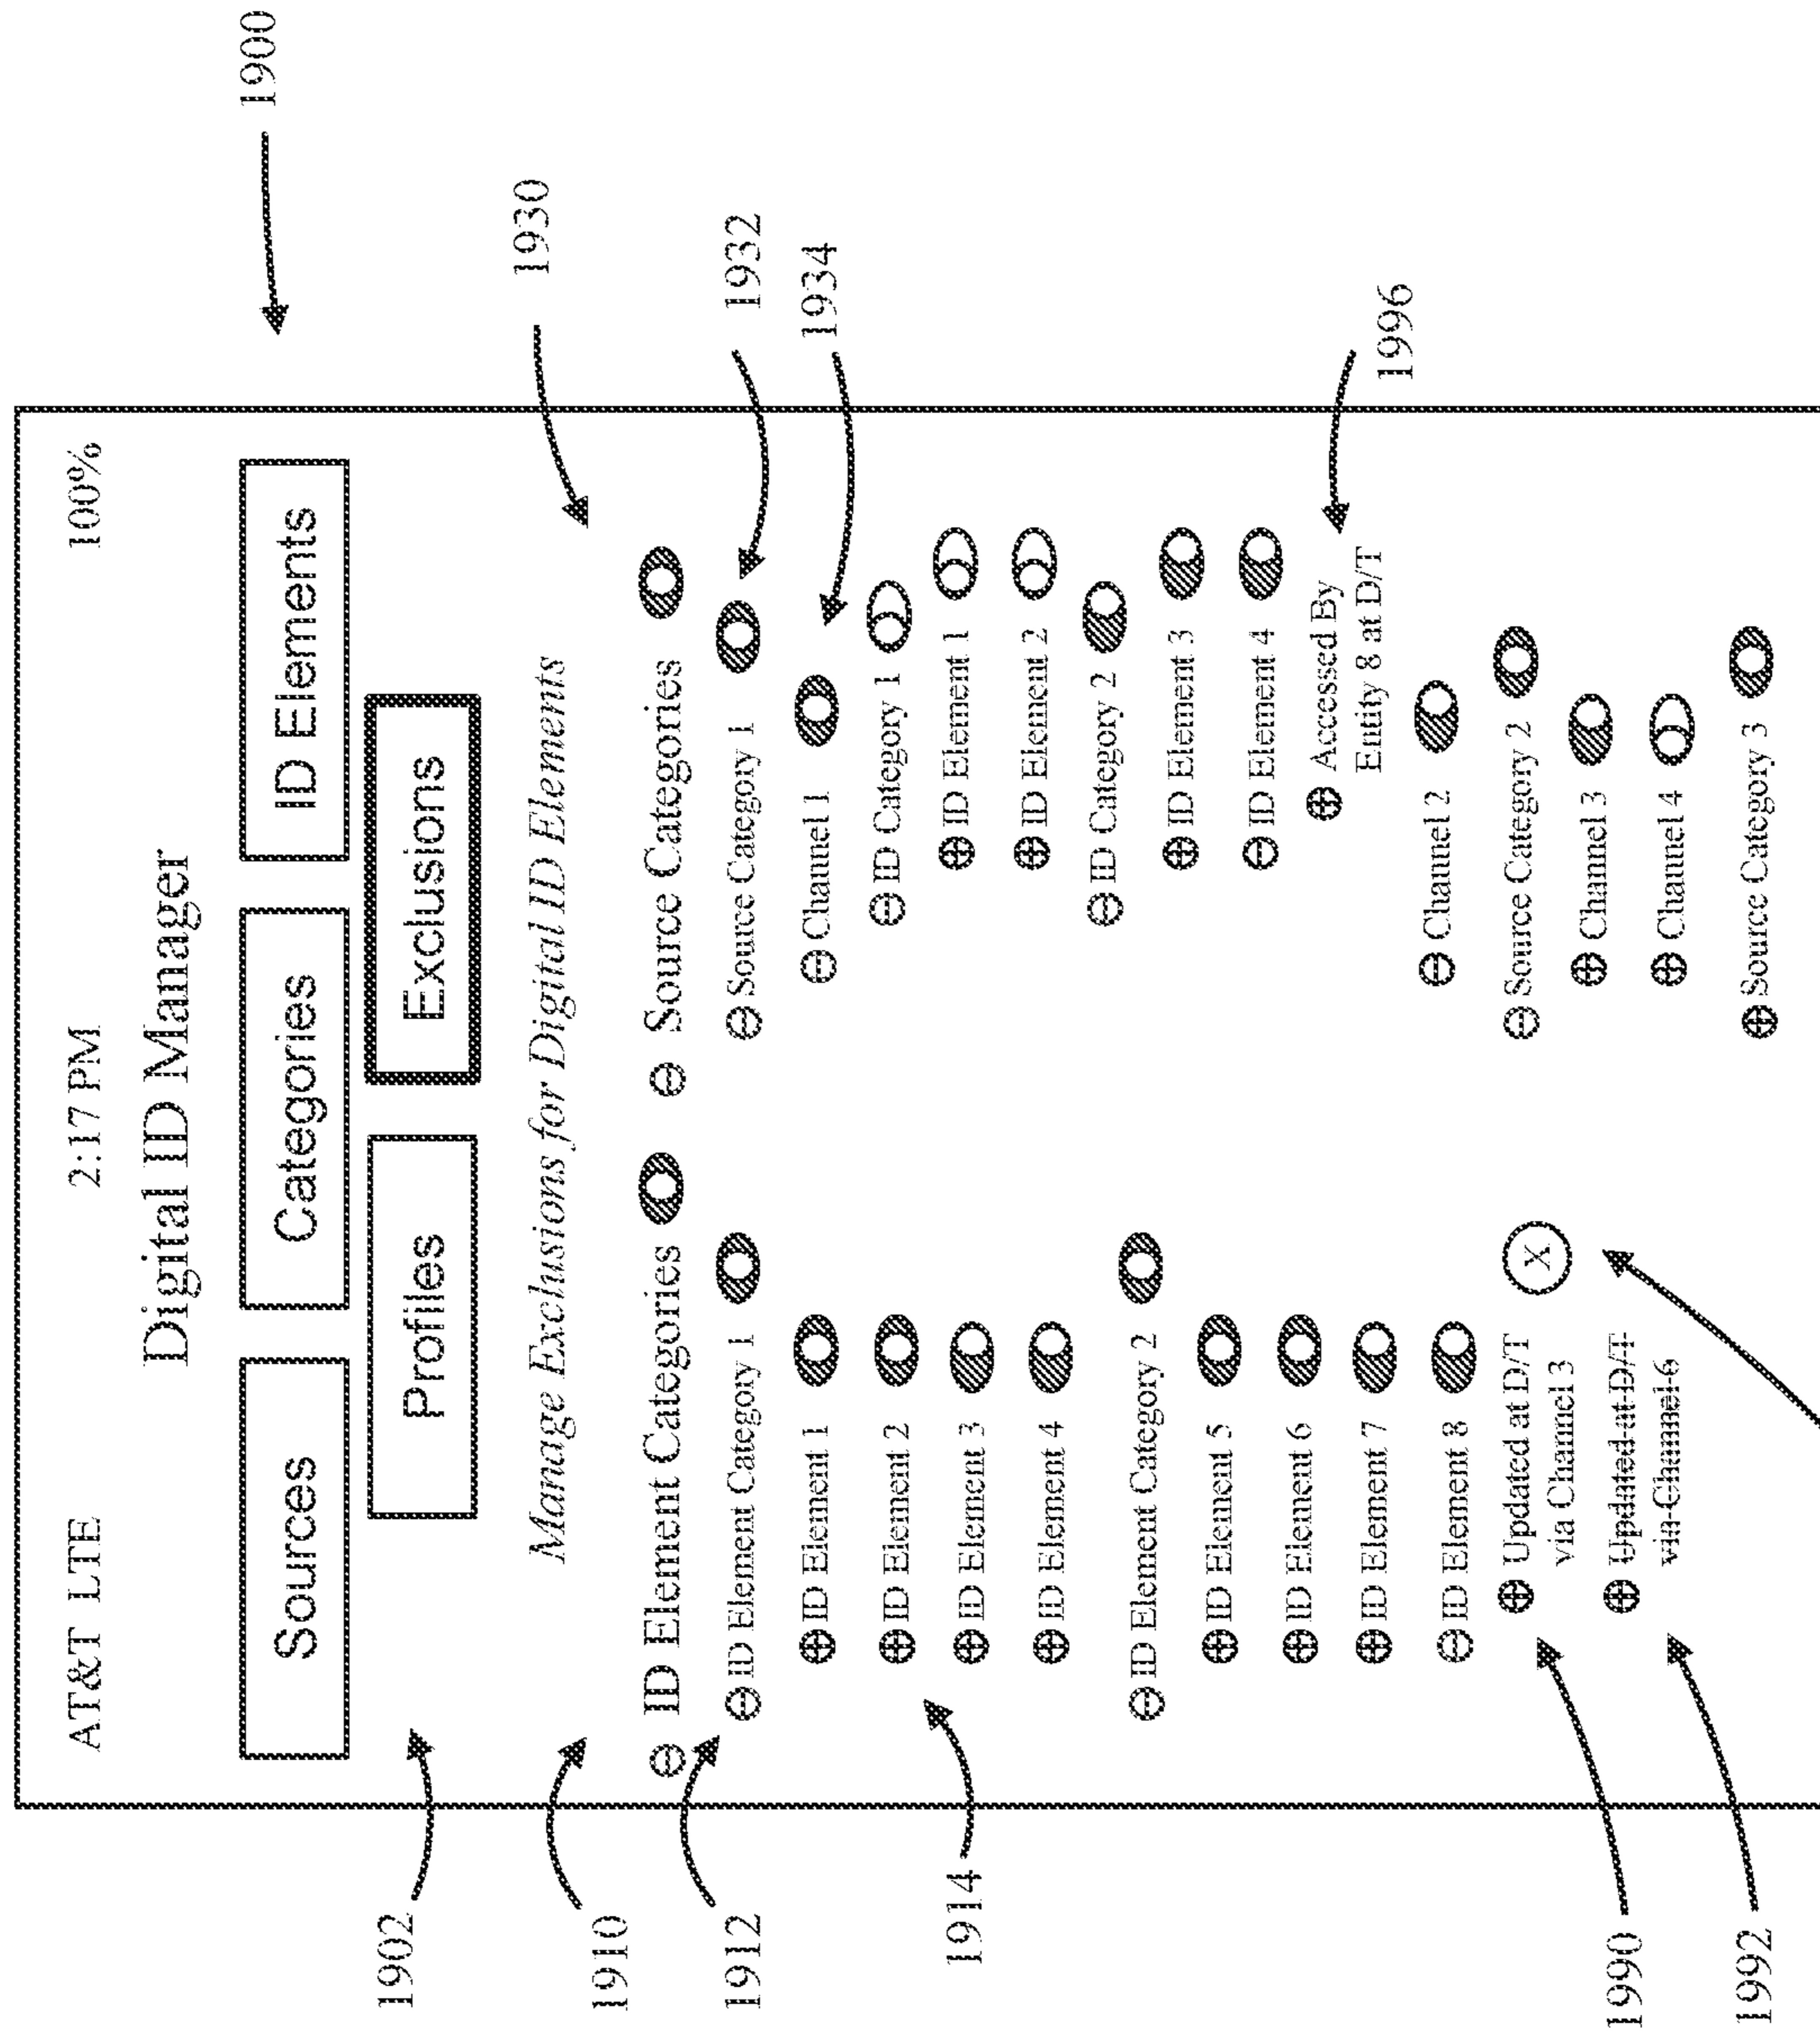 1900
AT&T LTE 2:17 PM 100%
Digital ID Manager
Sources Categories ID Elements
Profiles Exclusions
1902
Manage Exclusions for Digital ID Elements
1930
1910
ID Element Categories
1912
ID Element Category 1
ID Element 1
ID Element 2
1914
ID Element 3
ID Element 4
ID Element Category 2
ID Element 5
ID Element 6
ID Element 7
ID Element 8
Updated at D/T
via Channel 3
X
1990
Updated at D/T
via Channel 6
1992
Source Categories
Source Category 1
1932
Channel 1
1934
ID Category 1
ID Element 1
ID Element 2
ID Category 2
ID Element 3
ID Element 4
Accessed By
Entity 8 at D/T
1996
Channel 2
Source Category 2
Channel 3
Channel 4
Source Category 3